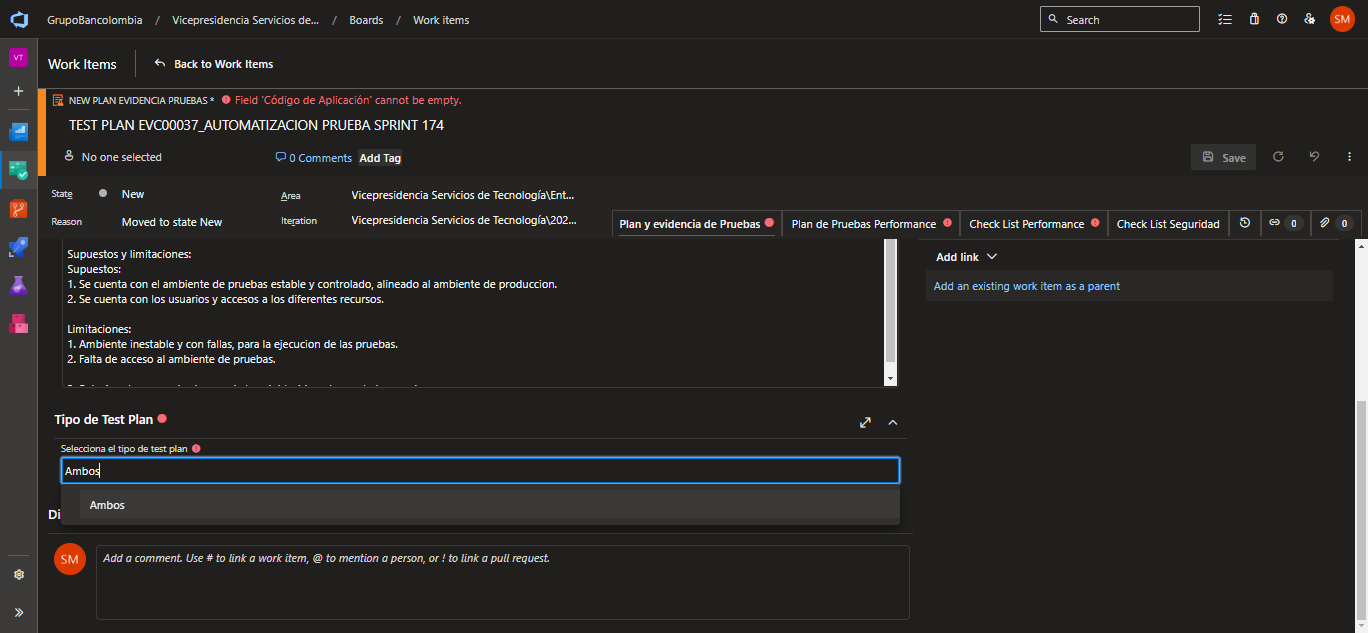 GrupoBancolombia / Vicepresidencia Servicios de... / Boards / Work items
Search
SM
VT
Work Items
Back to Work Items
NEW PLAN EVIDENCIA PRUEBAS * Field 'Código de Aplicación' cannot be empty.
TEST PLAN EVC00037_AUTOMATIZACION PRUEBA SPRINT 174
No one selected
0 Comments
Add Tag
Save
State
New
Area
Vicepresidencia Servicios de Tecnología\Ent...
Reason
Moved to state New
Iteration
Vicepresidencia Servicios de Tecnología\202...
Plan y evidencia de Pruebas
Plan de Pruebas Performance
Check List Performance
Check List Seguridad
0
0
Supuestos y limitaciones:
Supuestos:
1. Se cuenta con el ambiente de pruebas estable y controlado, alineado al ambiente de produccion.
2. Se cuenta con los usuarios y accesos a los diferentes recursos.
Limitaciones:
1. Ambiente inestable y con fallas, para la ejecucion de las pruebas.
2. Falta de acceso al ambiente de pruebas.
Add link
Add an existing work item as a parent
Tipo de Test Plan
Selecciona el tipo de test plan
Ambos
Ambos
Di
SM
Add a comment. Use # to link a work item, @ to mention a person, or ! to link a pull request.